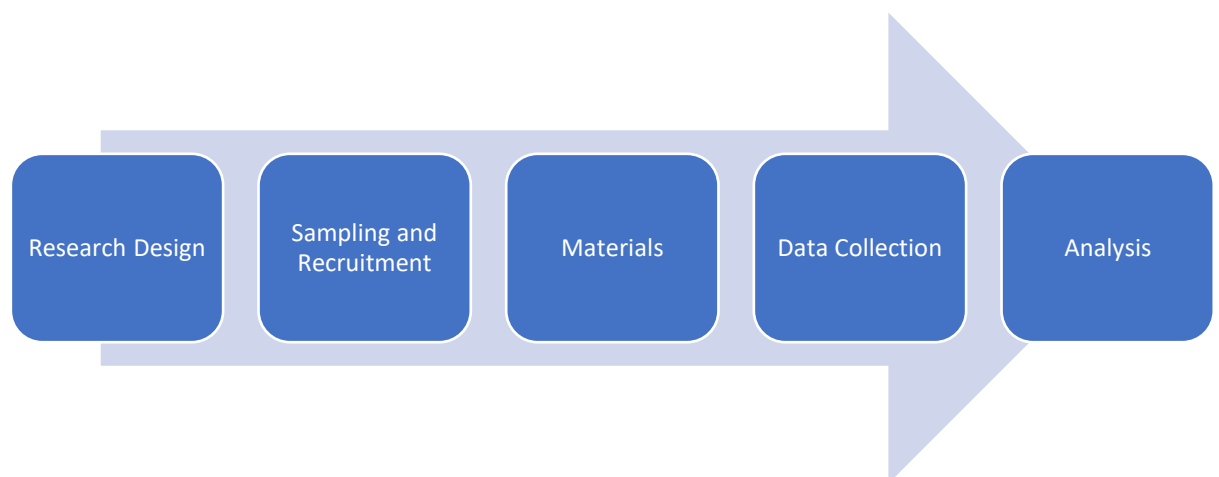 Research Design
Sampling and
Recruitment
Materials
Data Collection
Analysis